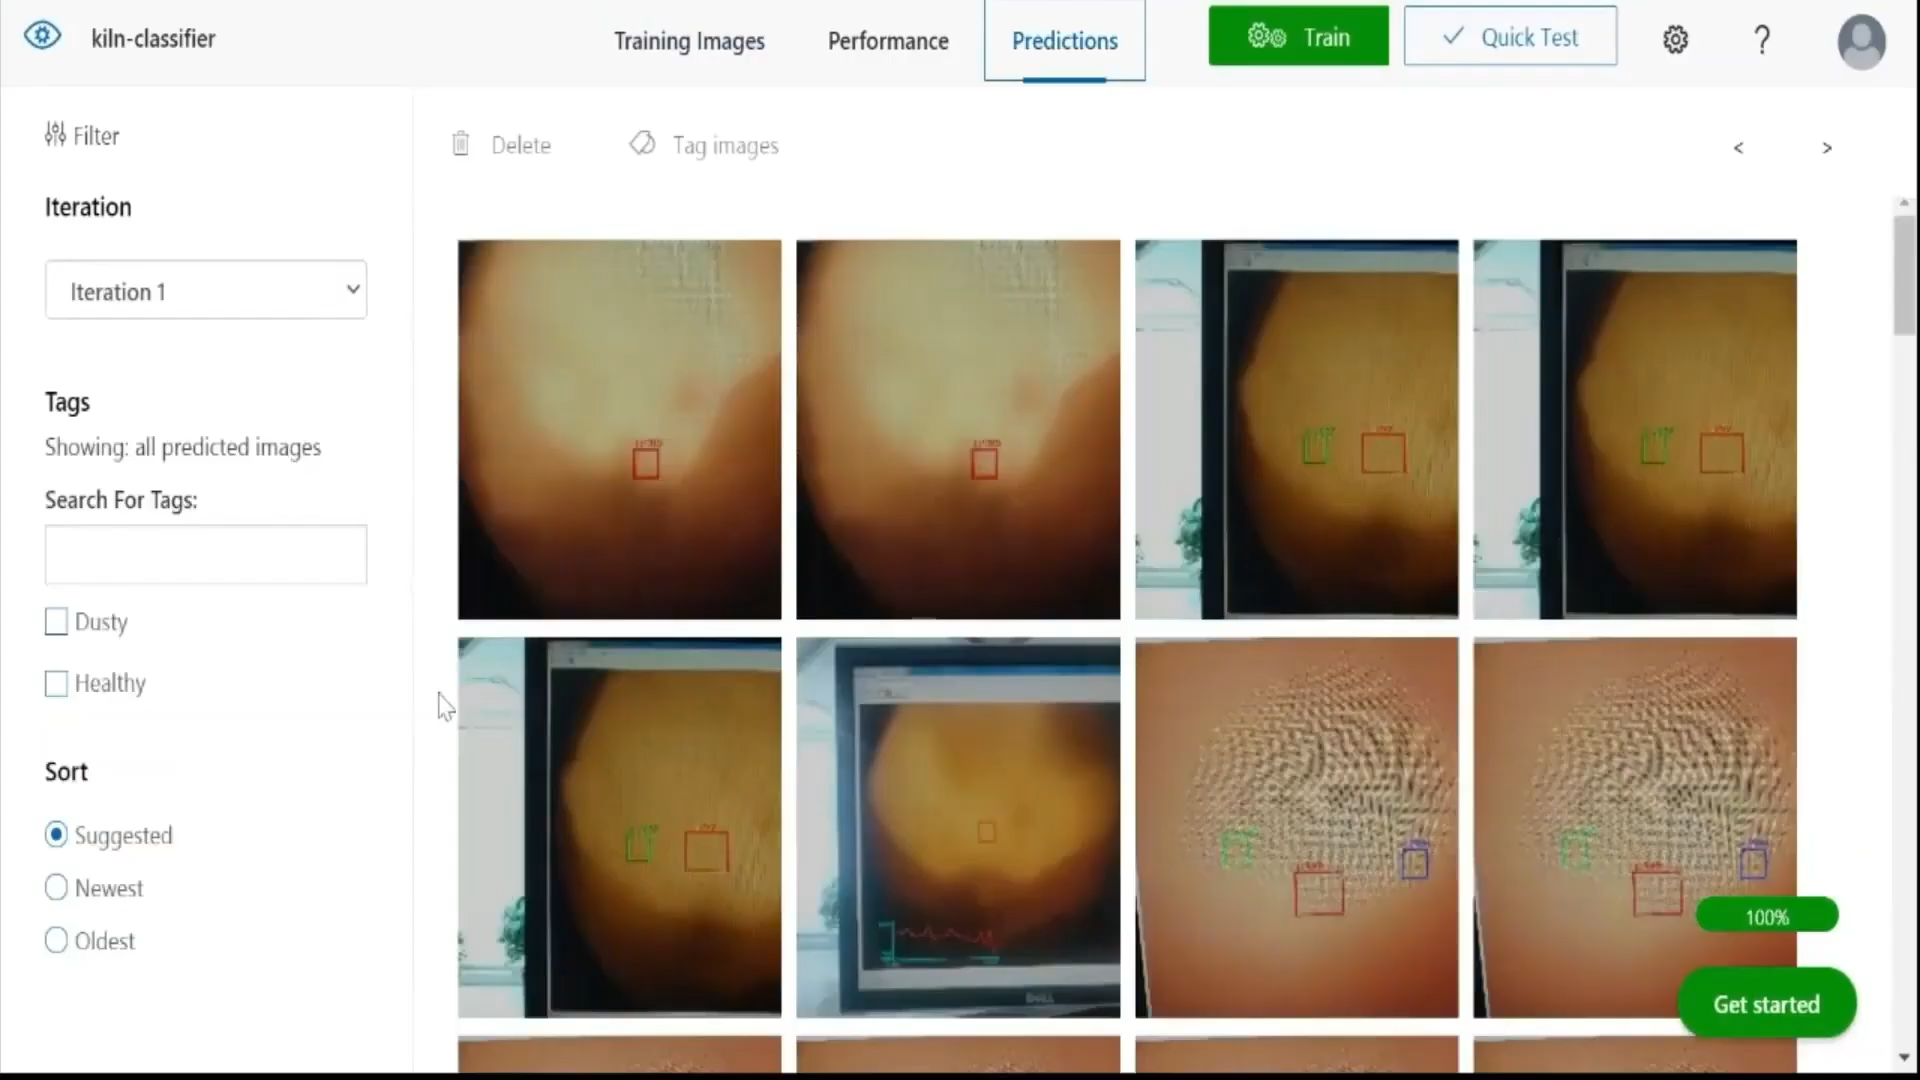 kiln-classifier
Training Images
Performance
Predictions
Train
Quick Test
?
Filter
Delete
Tag images
<
>
Iteration
Iteration 1
Tags
Showing: all predicted images
Search For Tags:
Dusty
Healthy
Sort
Suggested
Newest
Oldest
DELL
100%
Get started